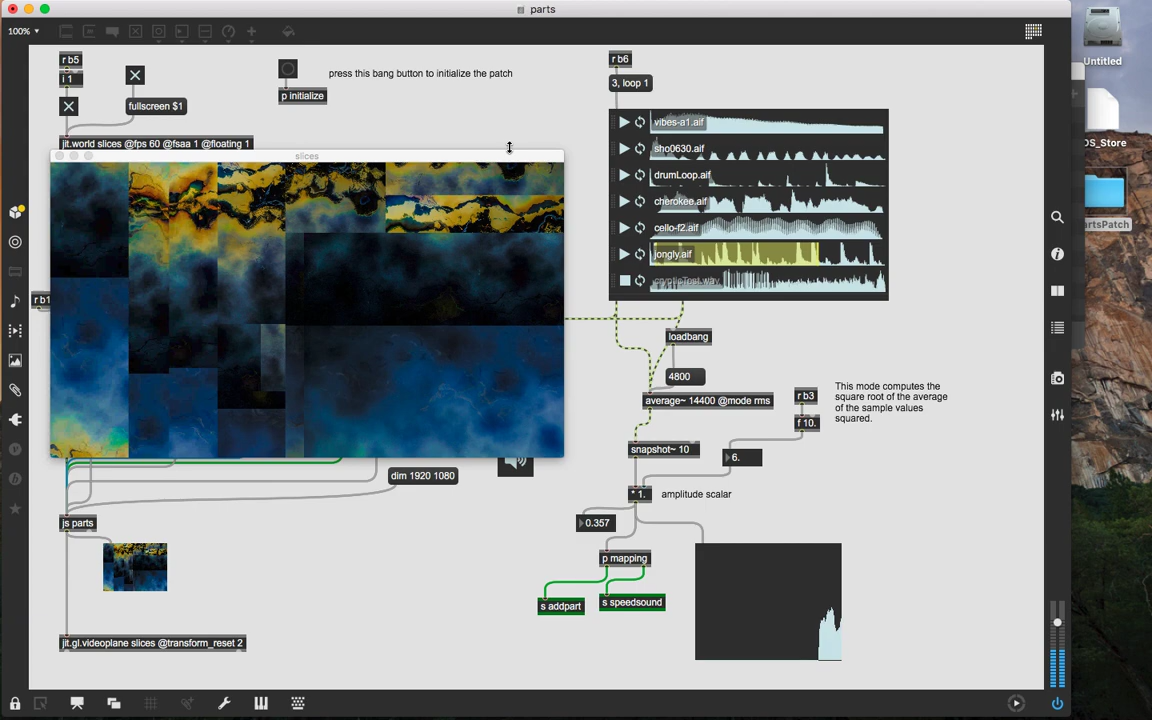 parts
100%
r b5
i 1
fullscreen $1
jit.world slices @fps 60 @fsaa 1 @floating 1
press this bang button to initialize the patch
p initialize
r b6
3, loop 1
vibes-a1.aif
sho0630.aif
drumLoop.aif
cherokee.aif
cello-f2.aif
jongly.aif
slices
r b1
loadbang
4800
average~ 14400 @mode rms
r b3
f 10.
This mode computes the
square root of the average
of the sample values
squared.
snapshot~ 10
6.
* 1.
amplitude scalar
0.357
p mapping
s addpart
s speedsound
dim 1920 1080
js parts
jit.gl.videoplane slices @transform_reset 2
Untitled
DS_Store
artsPatch